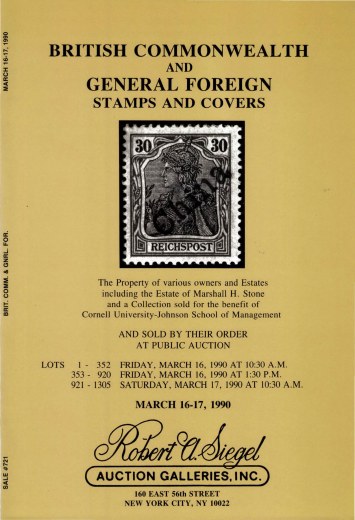 MARCH 16-17, 1990
BRIT. COMM. & GNRL. FOR.
SALE #721
BRITISH COMMONWEALTH
AND
GENERAL FOREIGN
STAMPS AND COVERS
30 30
China
REICHSPOST
The Property of various owners and Estates
including the Estate of Marshall H. Stone
and a Collection sold for the benefit of
Cornell University-Johnson School of Management
AND SOLD BY THEIR ORDER
AT PUBLIC AUCTION
LOTS 1 - 352 FRIDAY, MARCH 16, 1990 AT 10:30 A.M.
353 - 920 FRIDAY, MARCH 16, 1990 AT 1:30 P.M.
921 - 1305 SATURDAY, MARCH 17, 1990 AT 10:30 A.M.
MARCH 16-17, 1990
Robert A. Siegel
AUCTION GALLERIES, INC.
160 EAST 56th STREET
NEW YORK CITY, NY 10022